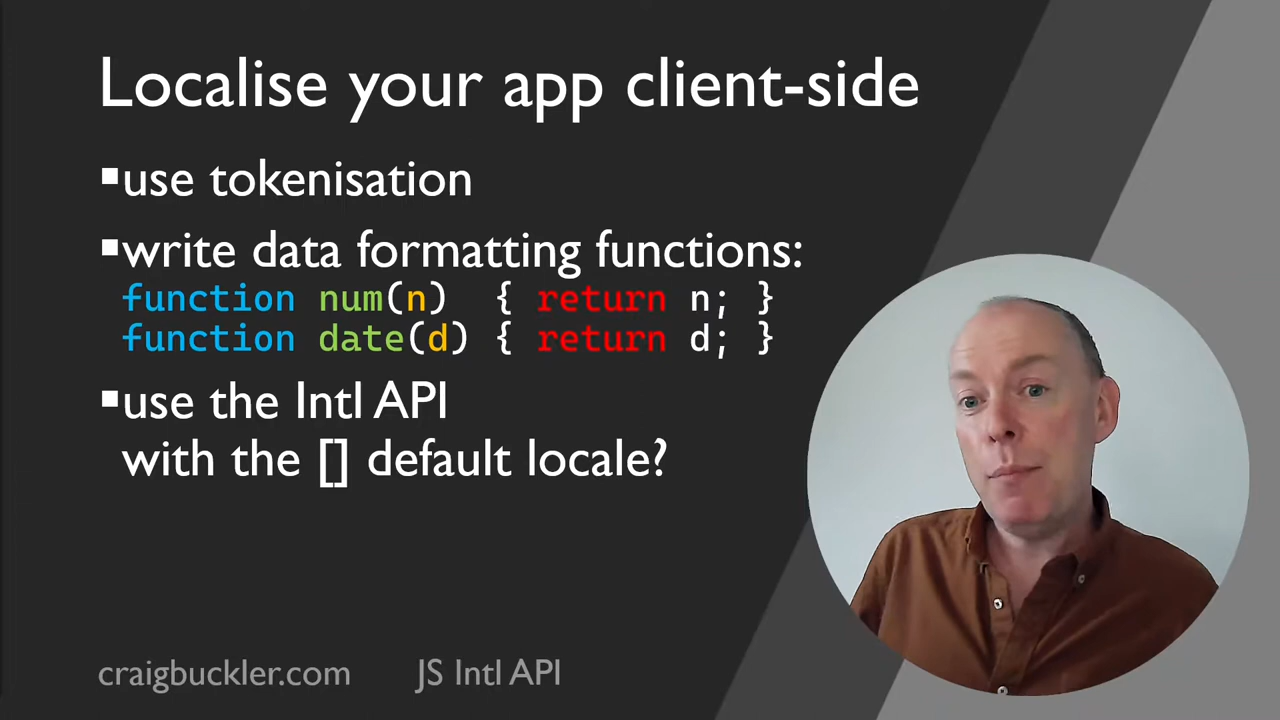 Localise your app client-side
▪use tokenisation
▪write data formatting functions:
function num(n)  { return n; }
function date(d) { return d; }
▪use the Intl API
with the [] default locale?
craigbuckler.com JS Intl API